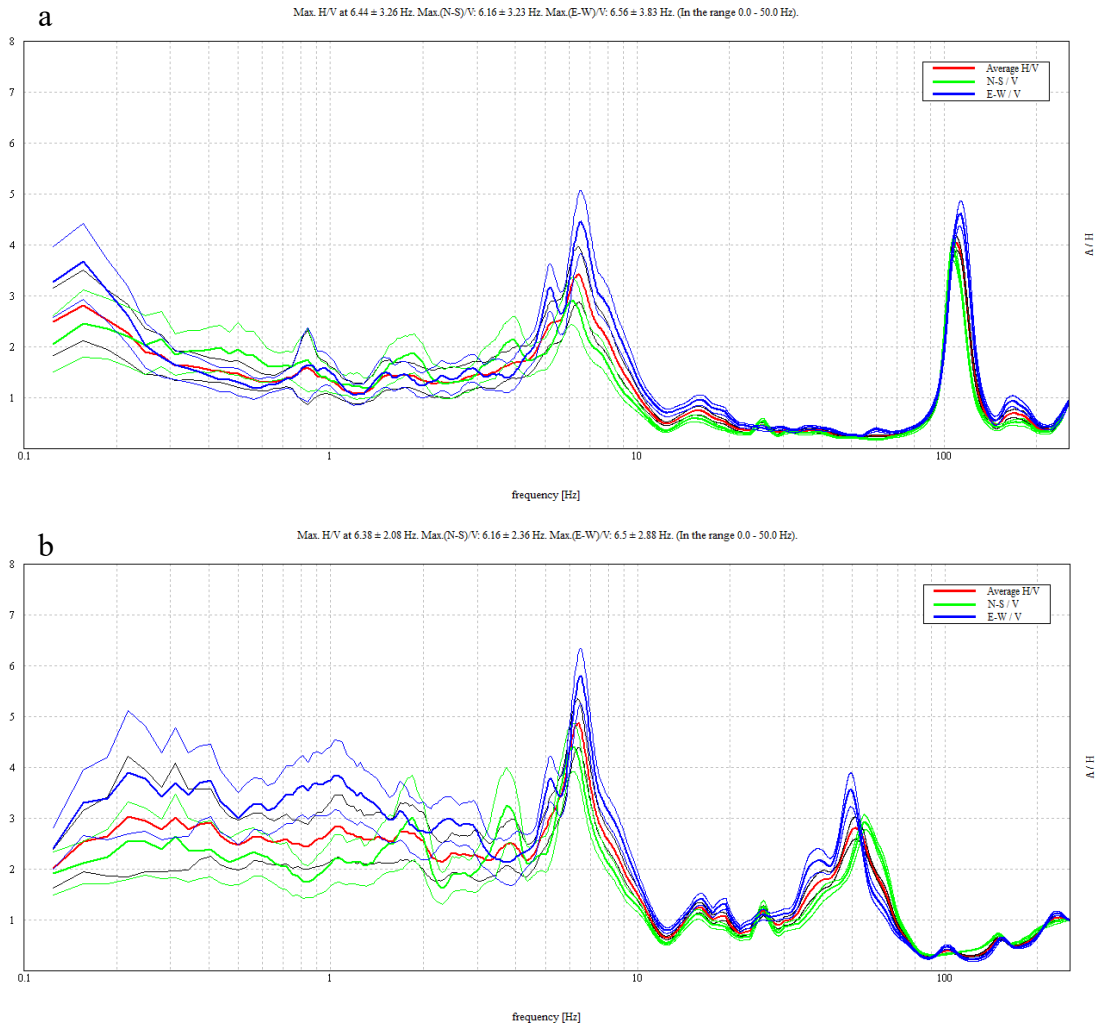 a
Max. H/V at 6.44 ± 3.26 Hz. Max.(N-S)/V: 6.16 ± 3.23 Hz. Max.(E-W)/V: 6.56 ± 3.83 Hz. (In the range 0.0 - 50.0 Hz).
8
7
6
5
4
3
2
1
Average H/V
N-S / V
E-W / V
H / V
0.1
1
10
100
frequency [Hz]
b
Max. H/V at 6.38 ± 2.08 Hz. Max.(N-S)/V: 6.16 ± 2.36 Hz. Max.(E-W)/V: 6.5 ± 2.88 Hz. (In the range 0.0 - 50.0 Hz).
8
7
6
5
4
3
2
1
Average H/V
N-S / V
E-W / V
H / V
0.1
1
10
100
frequency [Hz]